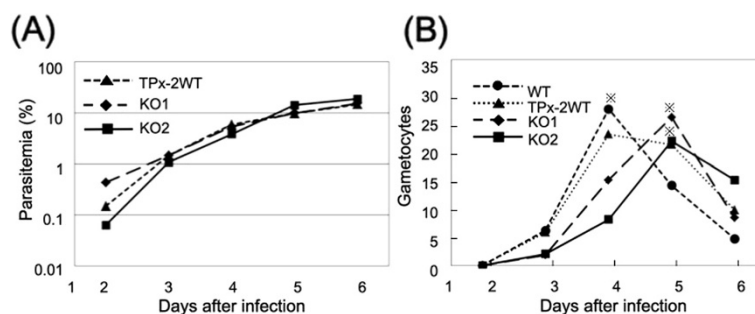 (A)
100
10
1
0.1
0.01
Parasitemia (%)
TPx-2WT
KO1
KO2
1 2 3 4 5 6
Days after infection
(B)
35
30
25
20
15
10
5
0
Gametocytes
WT
TPx-2WT
KO1
KO2
※
※
※
1 2 3 4 5 6
Days after infection